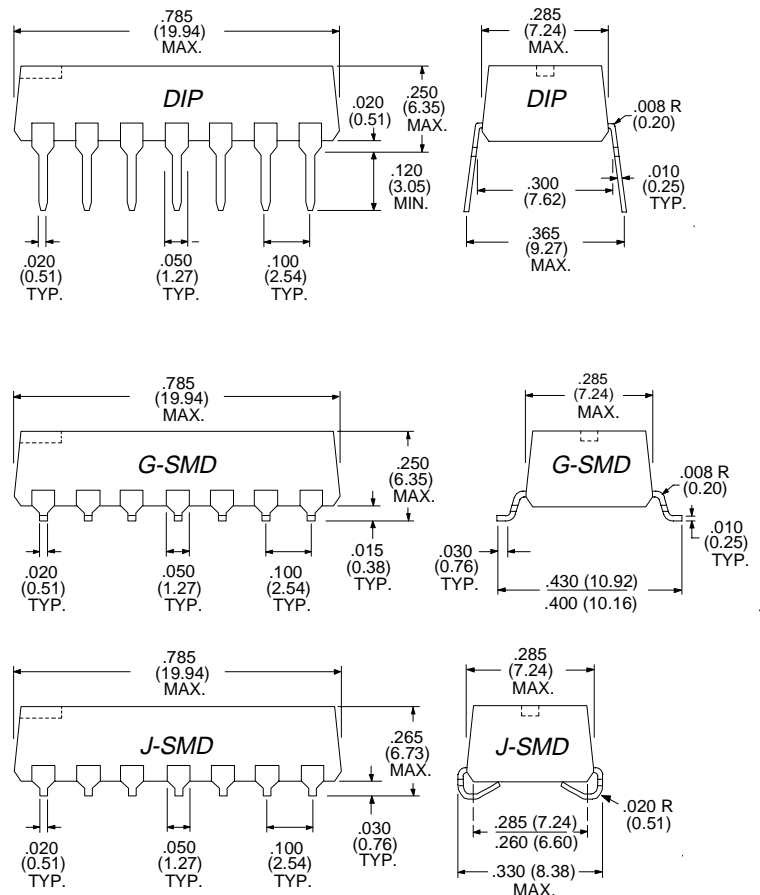 .785
(19.94)
MAX.
DIP
.020
(0.51)
.250
(6.35)
MAX.
.120
(3.05)
MIN.
.020
(0.51)
TYP.
.050
(1.27)
TYP.
.100
(2.54)
TYP.
.285
(7.24)
MAX.
DIP
.008 R
(0.20)
.010
(0.25)
TYP.
.300
(7.62)
.365
(9.27)
MAX.
.785
(19.94)
MAX.
G-SMD
.250
(6.35)
MAX.
.020
(0.51)
TYP.
.050
(1.27)
TYP.
.100
(2.54)
TYP.
.015
(0.38)
TYP.
.285
(7.24)
MAX.
G-SMD
.008 R
(0.20)
.010
(0.25)
TYP.
.030
(0.76)
TYP.
.430 (10.92)
.400 (10.16)
.785
(19.94)
MAX.
J-SMD
.265
(6.73)
MAX.
.020
(0.51)
TYP.
.050
(1.27)
TYP.
.100
(2.54)
TYP.
.030
(0.76)
TYP.
.285
(7.24)
MAX.
J-SMD
.020 R
(0.51)
.285 (7.24)
.260 (6.60)
.330 (8.38)
MAX.